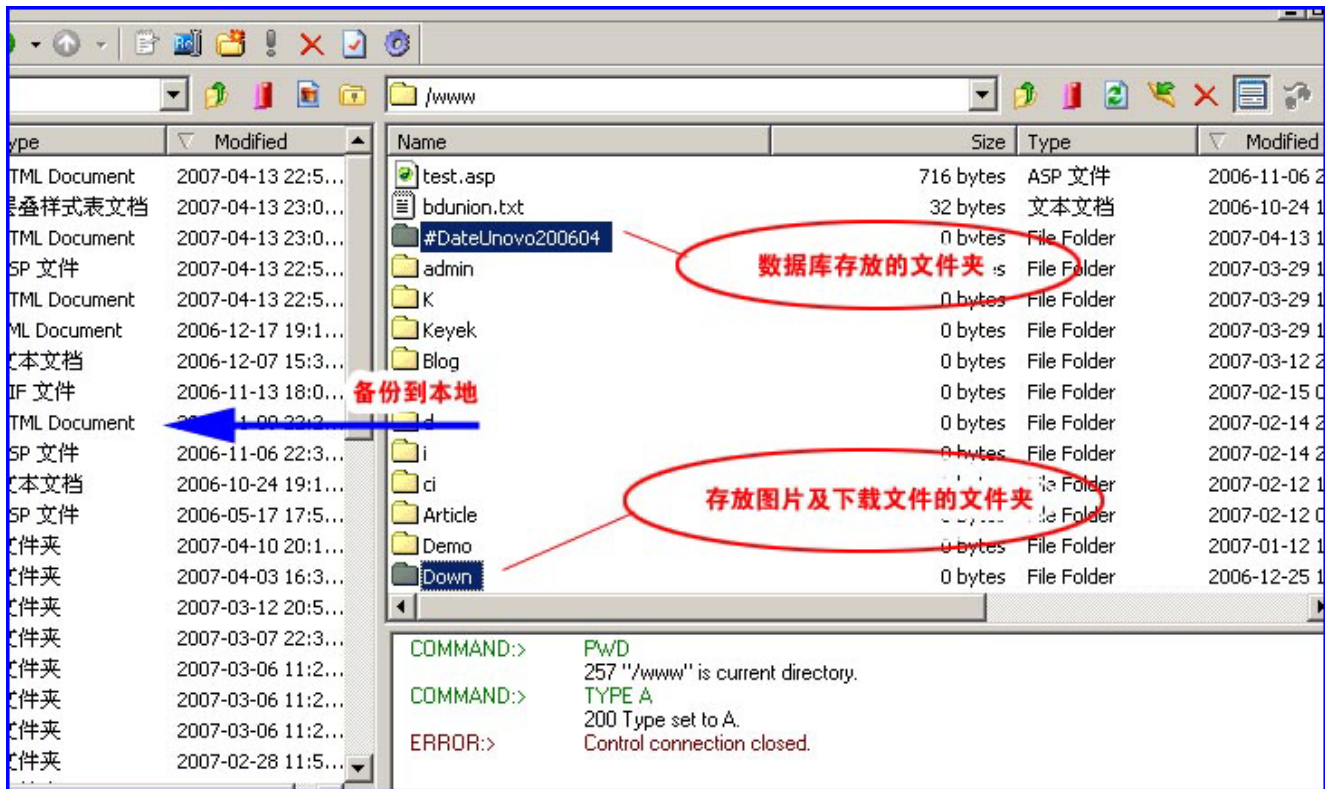 /www
ype Modified
TML Document 2007-04-13 22:5...
叠样式表文档 2007-04-13 23:0...
TML Document 2007-04-13 23:0...
SP 文件 2007-04-13 22:5...
TML Document 2007-04-13 22:5...
ML Document 2006-12-17 19:1...
本文档 2006-12-07 15:3...
IF 文件 2006-11-13 18:0...
TML Document
SP 文件 2006-11-06 22:3...
本文档 2006-10-24 19:1...
SP 文件 2006-05-17 17:5...
件夹 2007-04-10 20:1...
件夹 2007-04-03 16:3...
件夹 2007-03-12 20:5...
件夹 2007-03-07 22:3...
件夹 2007-03-06 11:2...
件夹 2007-03-06 11:2...
件夹 2007-03-06 11:2...
件夹 2007-02-28 11:5...
备份到本地
Name Size Type Modified
test.asp 716 bytes ASP 文件 2006-11-06 2
bdunion.txt 32 bytes 文本文档 2006-10-24 1
#DateUnovo200604 0 bytes File Folder 2007-04-13 1
admin File Folder 2007-03-29 1
K 0 bytes File Folder 2007-03-29 1
Keyek 0 bytes File Folder 2007-03-29 1
Blog 0 bytes File Folder 2007-03-12 2
0 bytes File Folder 2007-02-15 0
d 0 bytes File Folder 2007-02-14 2
i 0 bytes File Folder 2007-02-14 2
ci Folder 2007-02-12 1
Article Folder 2007-02-12 0
Demo 0 bytes File Folder 2007-01-12 1
Down 0 bytes File Folder 2006-12-25 1
数据库存放的文件夹
存放图片及下载文件的文件夹
COMMAND:> PWD
257 "/www" is current directory.
COMMAND:> TYPE A
200 Type set to A.
ERROR:> Control connection closed.